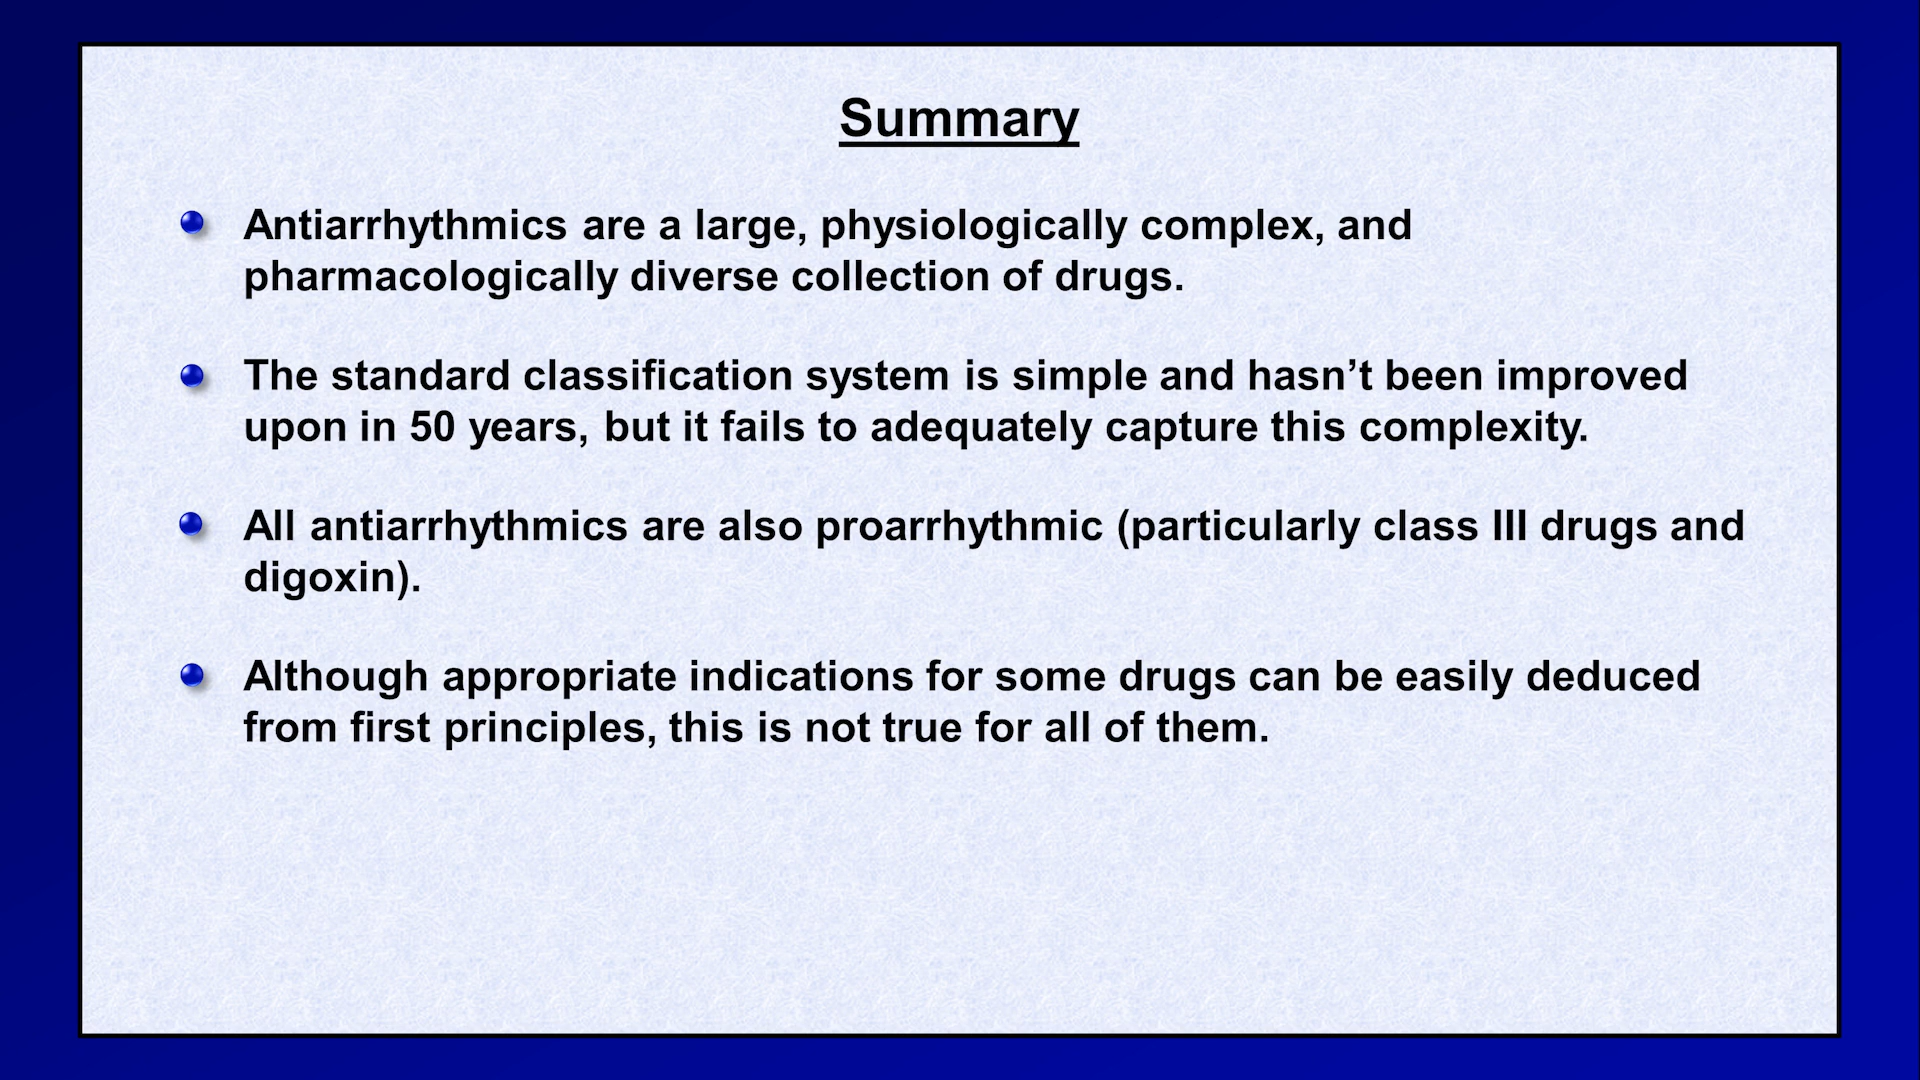 Summary
Antiarrhythmics are a large, physiologically complex, and
pharmacologically diverse collection of drugs.
The standard classification system is simple and hasn’t been improved
upon in 50 years, but it fails to adequately capture this complexity.
All antiarrhythmics are also proarrhythmic (particularly class III drugs and
digoxin).
Although appropriate indications for some drugs can be easily deduced
from first principles, this is not true for all of them.